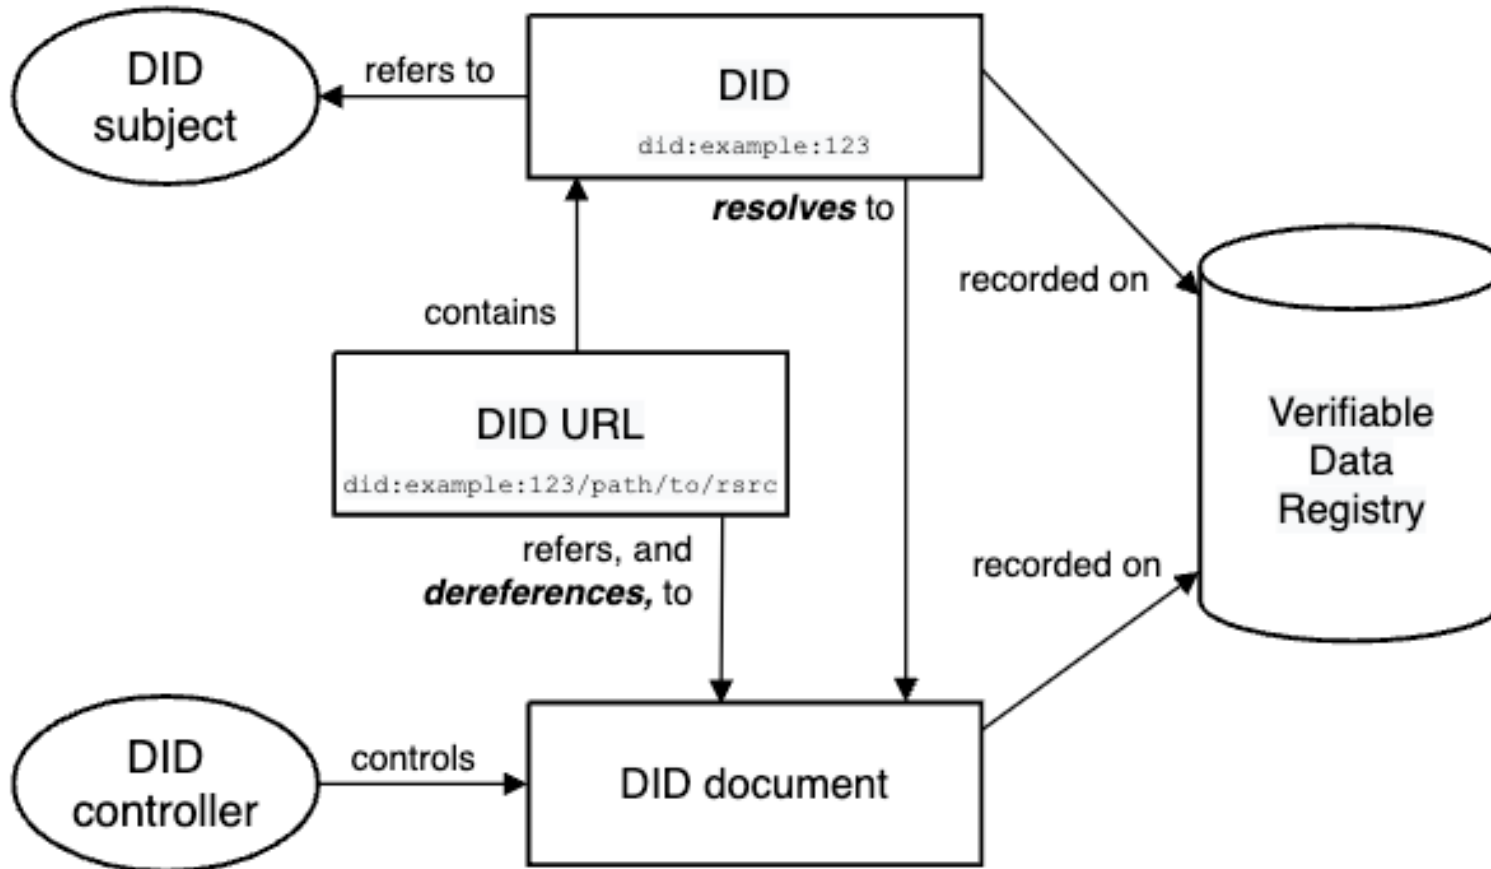 DID
subject
refers to
DID
did:example:123
resolves to
recorded on
contains
DID URL
did:example:123/path/to/rsrc
Verifiable
Data
Registry
refers, and
dereferences, to
recorded on
DID
controller
controls
DID document